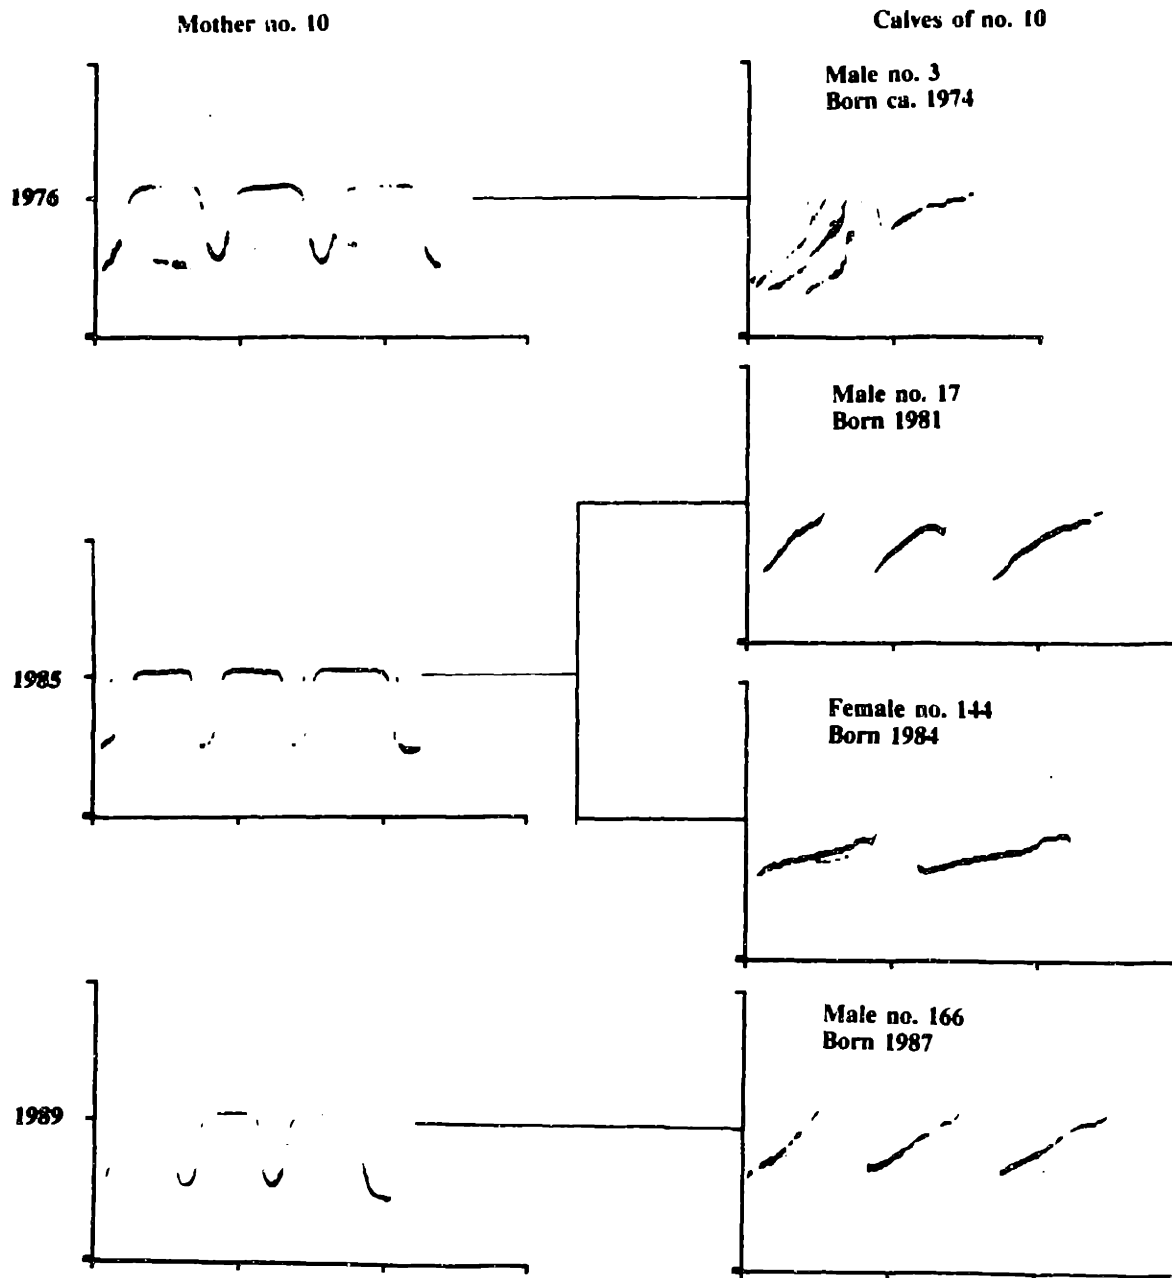 Mother no. 10
Calves of no. 10
Male no. 3
Born ca. 1974
1976
Male no. 17
Born 1981
1985
Female no. 144
Born 1984
Male no. 166
Born 1987
1989